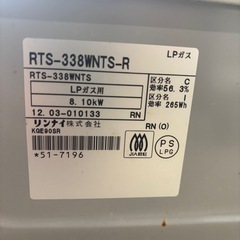 RTS-338WNTS-R
LPガス
RTS-338WNTS
区分名 C
効率56.3%
LPガス用
区分名 I
効率 265Wh
8.10kW
12.03-010133 RN
リンナイ株式会社
RN (O)
KGE90SR
*51-7196
JIA
PS
LPG